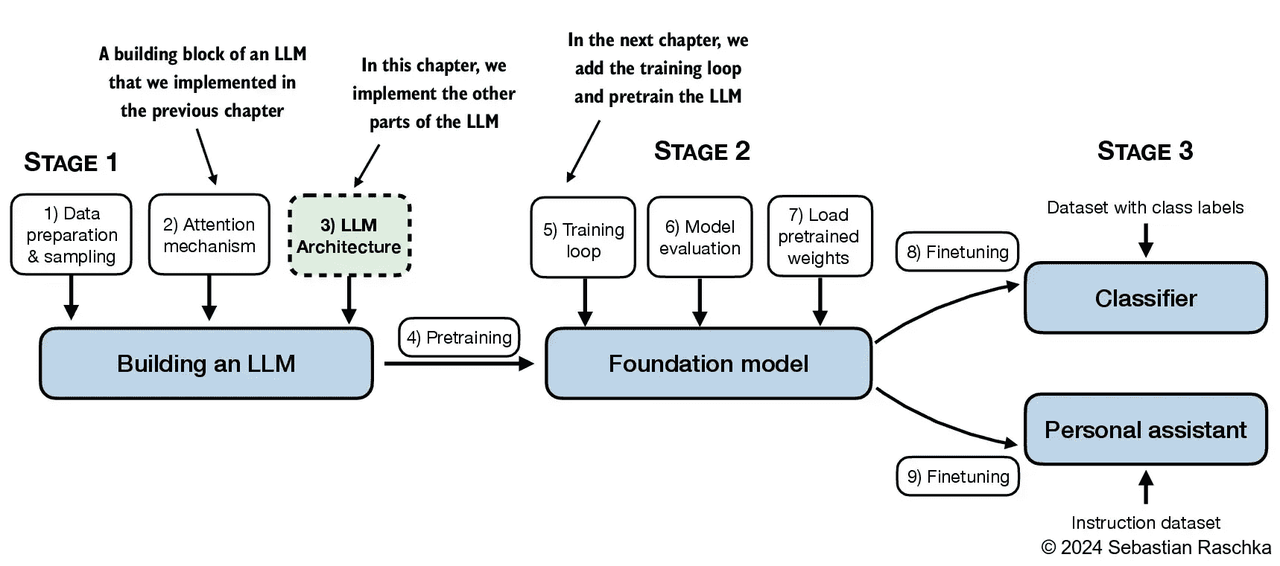 A building block of an LLM
that we implemented in
the previous chapter
In this chapter, we
implement the other
parts of the LLM
In the next chapter, we
add the training loop
and pretrain the LLM
STAGE 1
STAGE 2
STAGE 3
1) Data
preparation
& sampling
2) Attention
mechanism
3) LLM
Architecture
5) Training
loop
6) Model
evaluation
7) Load
pretrained
weights
Dataset with class labels
8) Finetuning
Classifier
Building an LLM
4) Pretraining
Foundation model
Personal assistant
9) Finetuning
Instruction dataset
© 2024 Sebastian Raschka